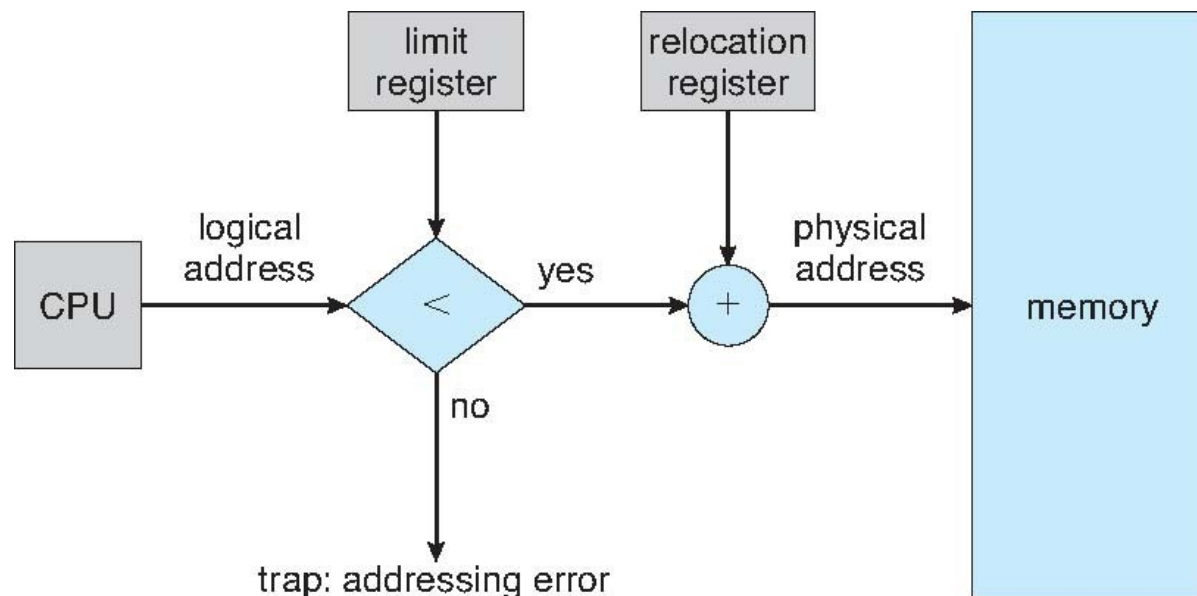 limit
register
relocation
register
logical
address
physical
address
CPU
<
yes
+
memory
no
trap: addressing error